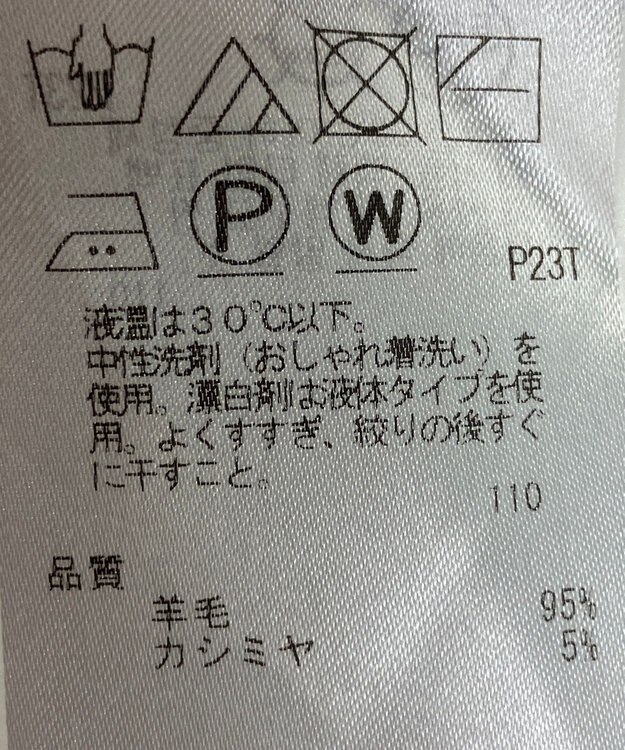 P
W
P23T
液温は30℃以下。
中性洗剤(おしゃれ着洗い)を
使用。漂白剤は液体タイプを使
用。よくすすぎ、絞りの後すぐ
に干すこと。
110
品質
羊毛 95%
カシミヤ 5%